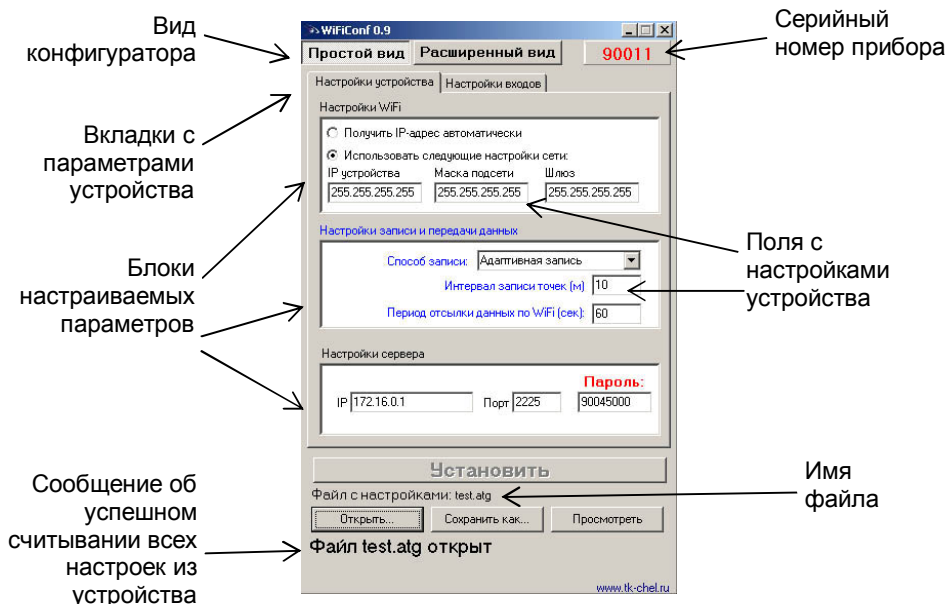 Вид
конфигуратора
Серийный
номер прибора
WiFiConf 0.9
Простой вид
Расширенный вид
90011
Настройки устройства
Настройки входов
Вкладки с
параметрами
устройства
Настройки WiFi
Получить IP-адрес автоматически
Использовать следующие настройки сети:
IP устройства
Маска подсети
Шлюз
255.255.255.255
255.255.255.255
255.255.255.255
Блоки
настраиваемых
параметров
Настройки записи и передачи данных
Способ записи:
Адаптивная запись
Интервал записи точек (м)
10
Период отсылки данных по WiFi (сек):
60
Поля с
настройками
устройства
Настройки сервера
Пароль:
IP
172.16.0.1
Порт
2225
90045000
Установить
Файл с настройками: test.atg
Имя
файла
Открыть...
Сохранить как...
Просмотреть
Сообщение об
успешном
считывании всех
настроек из
устройства
Файл test.atg открыт
www.tk-chel.ru